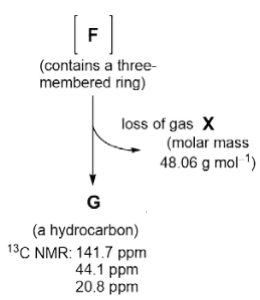 F
(contains a three-
membered ring)
loss of gas X
(molar mass
48.06 g mol⁻¹)
G
(a hydrocarbon)
¹³C NMR: 141.7 ppm
44.1 ppm
20.8 ppm